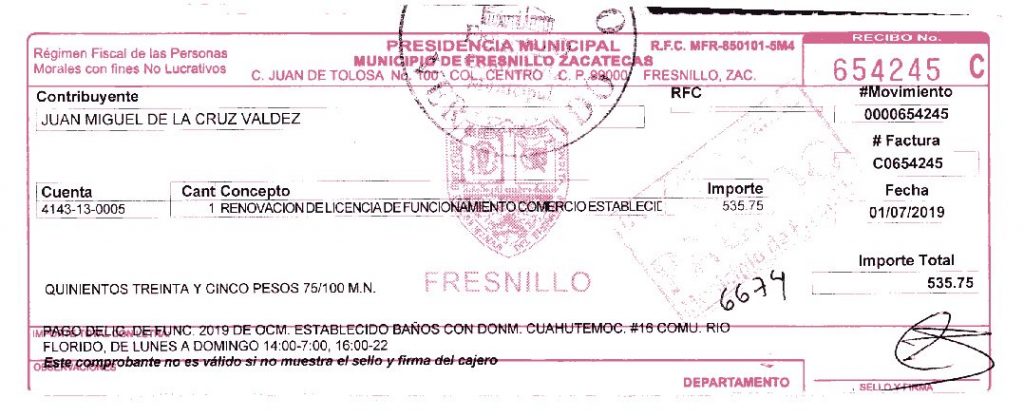 PRESIDENCIA MUNICIPAL
MUNICIPIO DE FRESNILLO ZACATECAS
C. JUAN DE TOLOSA No. 100 COL. CENTRO C. P. 99000 FRESNILLO, ZAC.
R.F.C. MFR-850101-5M4
Régimen Fiscal de las Personas
Morales con fines No Lucrativos
RECIBO No.
654245 C
Contribuyente
JUAN MIGUEL DE LA CRUZ VALDEZ
RFC
#Movimiento
0000654245
# Factura
C0654245
Cuenta Cant Concepto Importe
4143-13-0005 1 RENOVACION DE LICENCIA DE FUNCIONAMIENTO COMERCIO ESTABLECID 535.75
Fecha
01/07/2019
Importe Total
535.75
FRESNILLO
QUINIENTOS TREINTA Y CINCO PESOS 75/100 M.N.
6674
PAGO DE LIC. DE FUNC. 2019 DE OCM. ESTABLECIDO BAÑOS CON DONM. CUAHUTEMOC. #16 COMU. RIO
FLORIDO, DE LUNES A DOMINGO 14:00-7:00, 16:00-22
Este comprobante no es válido si no muestra el sello y firma del cajero
OBSERVACIONES
DEPARTAMENTO
SELLO Y FIRMA